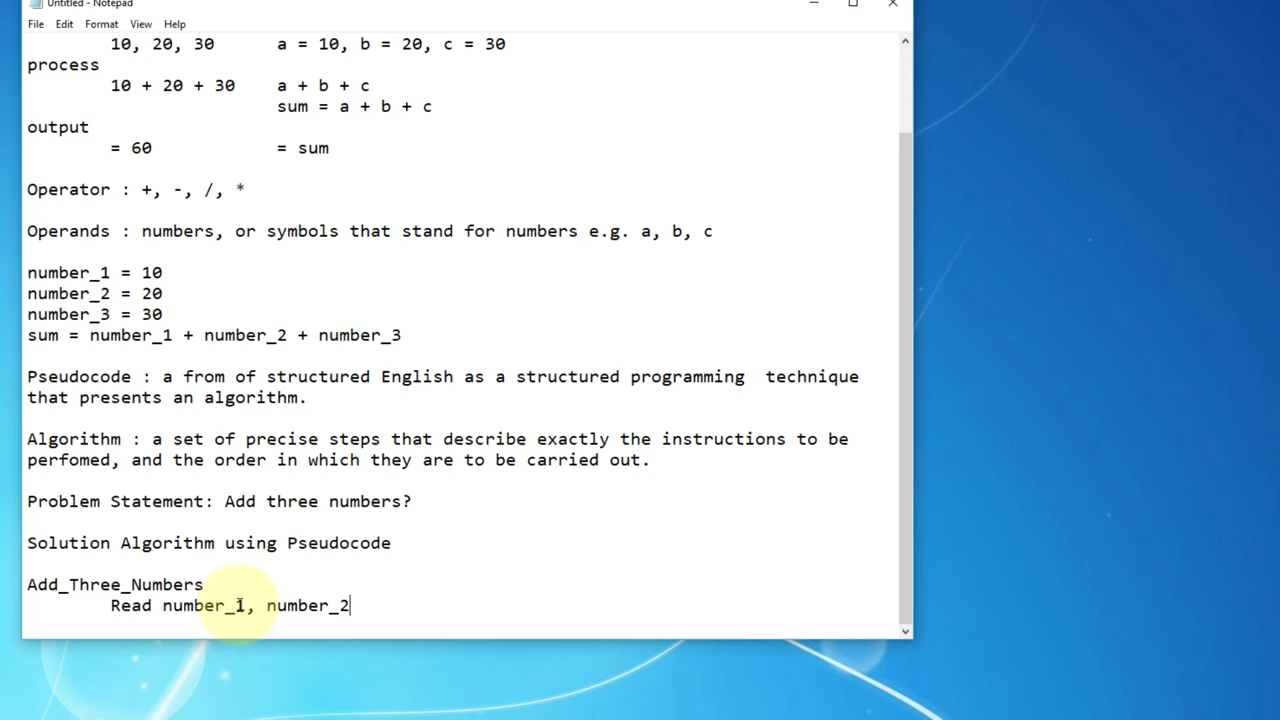 Untitled - Notepad
File Edit Format View Help
10, 20, 30 a = 10, b = 20, c = 30
process
10 + 20 + 30 a + b + c
sum = a + b + c
output
= 60 = sum
Operator : +, -, /, *
Operands : numbers, or symbols that stand for numbers e.g. a, b, c
number_1 = 10
number_2 = 20
number_3 = 30
sum = number_1 + number_2 + number_3
Pseudocode : a from of structured English as a structured programming technique
that presents an algorithm.
Algorithm : a set of precise steps that describe exactly the instructions to be
perfomed, and the order in which they are to be carried out.
Problem Statement: Add three numbers?
Solution Algorithm using Pseudocode
Add_Three_Numbers
Read number_1, number_2